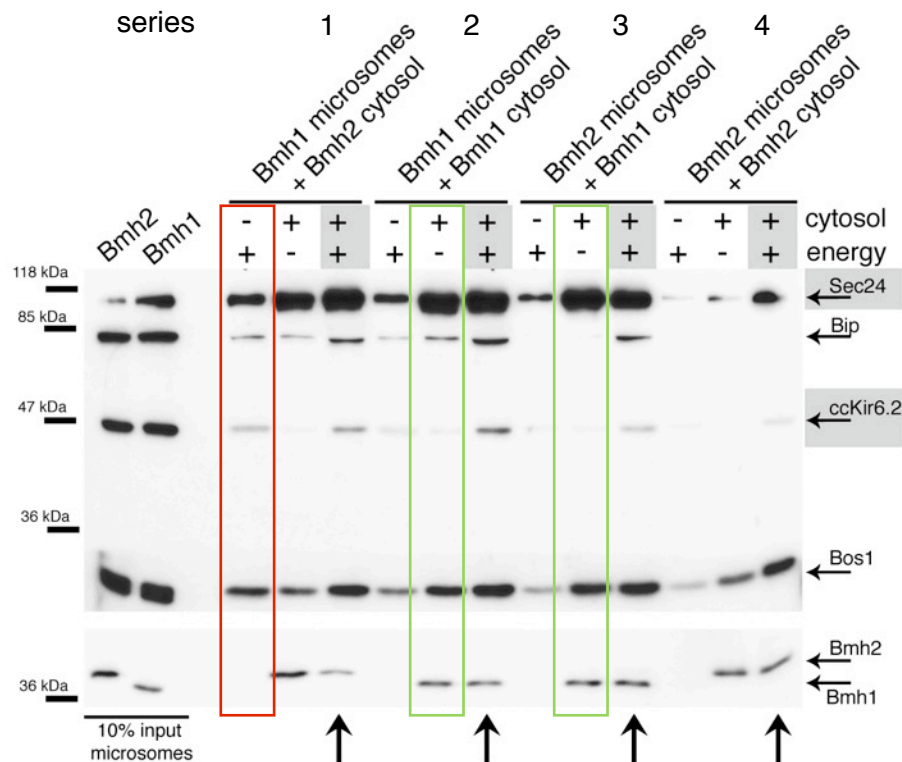 series 1 2 3 4
Bmh1 microsomes
+ Bmh2 cytosol
Bmh1 microsomes
+ Bmh1 cytosol
Bmh2 microsomes
+ Bmh1 cytosol
Bmh2 microsomes
+ Bmh2 cytosol
Bmh2
Bmh1
- + + - + + - + + - + + cytosol
+ - + + - + + - + + - + energy
118 kDa
Sec24
85 kDa
Bip
47 kDa
ccKir6.2
36 kDa
Bos1
Bmh2
36 kDa
Bmh1
10% input
microsomes